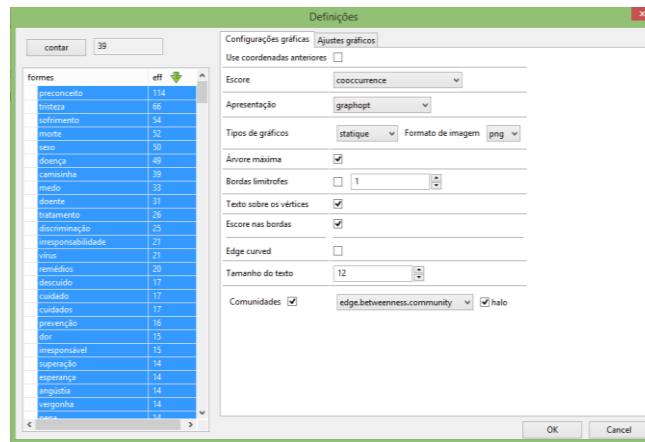 Definições
contar 39
formes eff
preconceito 114
tristeza 66
sofrimento 54
morte 52
sexo 50
doença 49
camisinha 39
medo 33
doente 31
tratamento 26
discriminação 25
irresponsabilidade 21
vírus 21
remédios 20
descuido 17
cuidado 17
cuidados 17
prevenção 16
dor 15
irresponsável 15
superação 14
esperança 14
angústia 14
vergonha 14
pena 14
Configurações gráficas Ajustes gráficos
Use coordenadas anteriores
Escore cooccurrence
Apresentação graphopt
Tipos de gráficos statique Formato de imagem png
Árvore máxima
Bordas limitrofes 1
Texto sobre os vértices
Escore nas bordas
Edge curved
Tamanho do texto 12
Comunidades edge.betweenness.community halo
OK Cancel